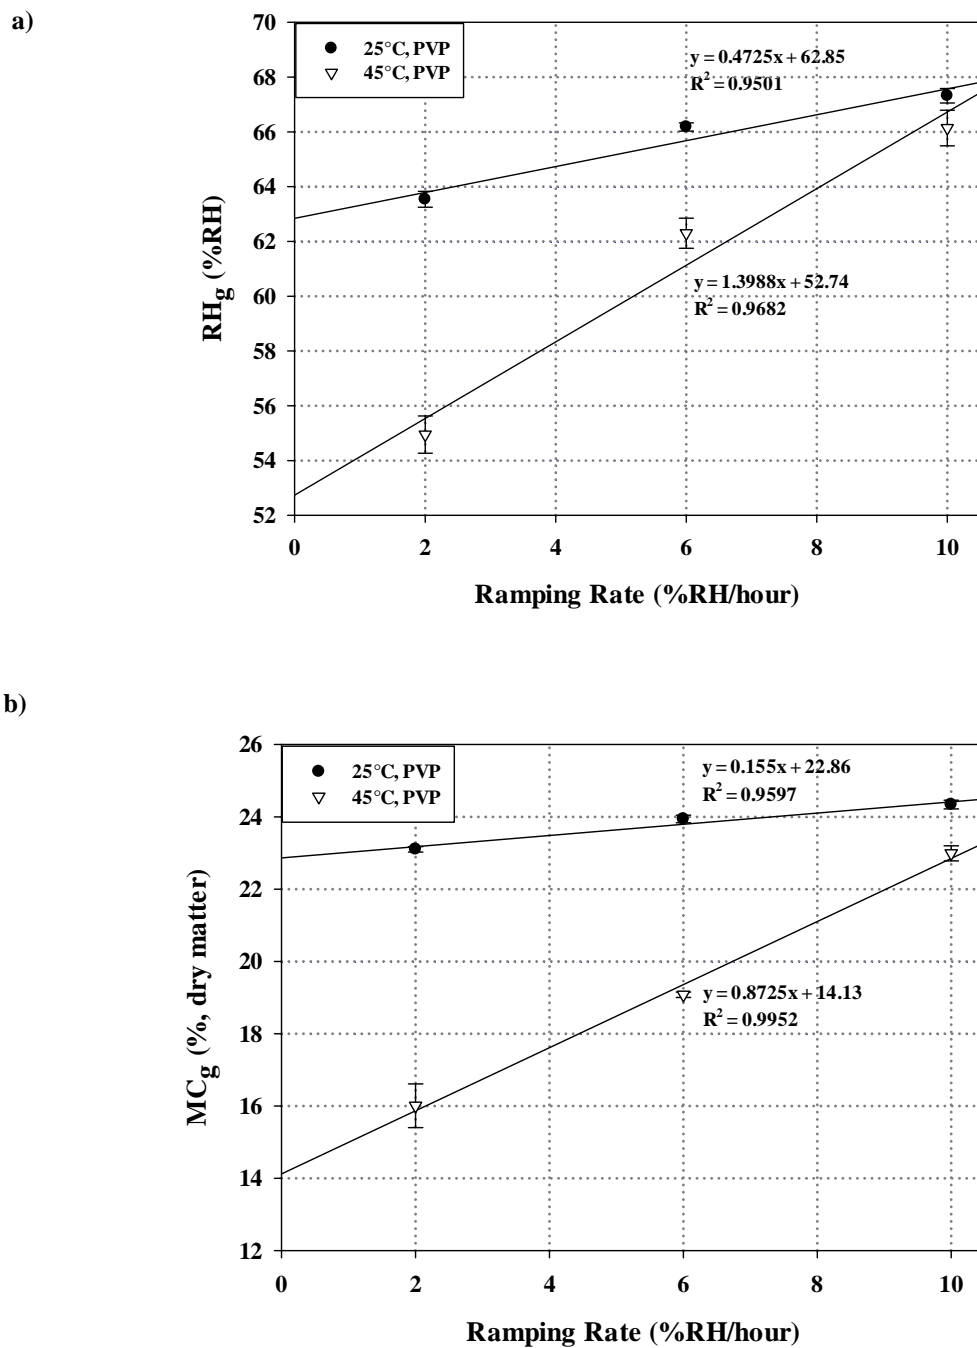 a)
70
25°C, PVP
45°C, PVP
y = 0.4725x + 62.85
R² = 0.9501
68
66
64
62
y = 1.3988x + 52.74
R² = 0.9682
60
58
56
54
52
RHg (%RH)
0 2 4 6 8 10
Ramping Rate (%RH/hour)
b)
26
25°C, PVP
45°C, PVP
y = 0.155x + 22.86
R² = 0.9597
24
22
20
y = 0.8725x + 14.13
R² = 0.9952
18
16
14
12
MCg (%, dry matter)
0 2 4 6 8 10
Ramping Rate (%RH/hour)